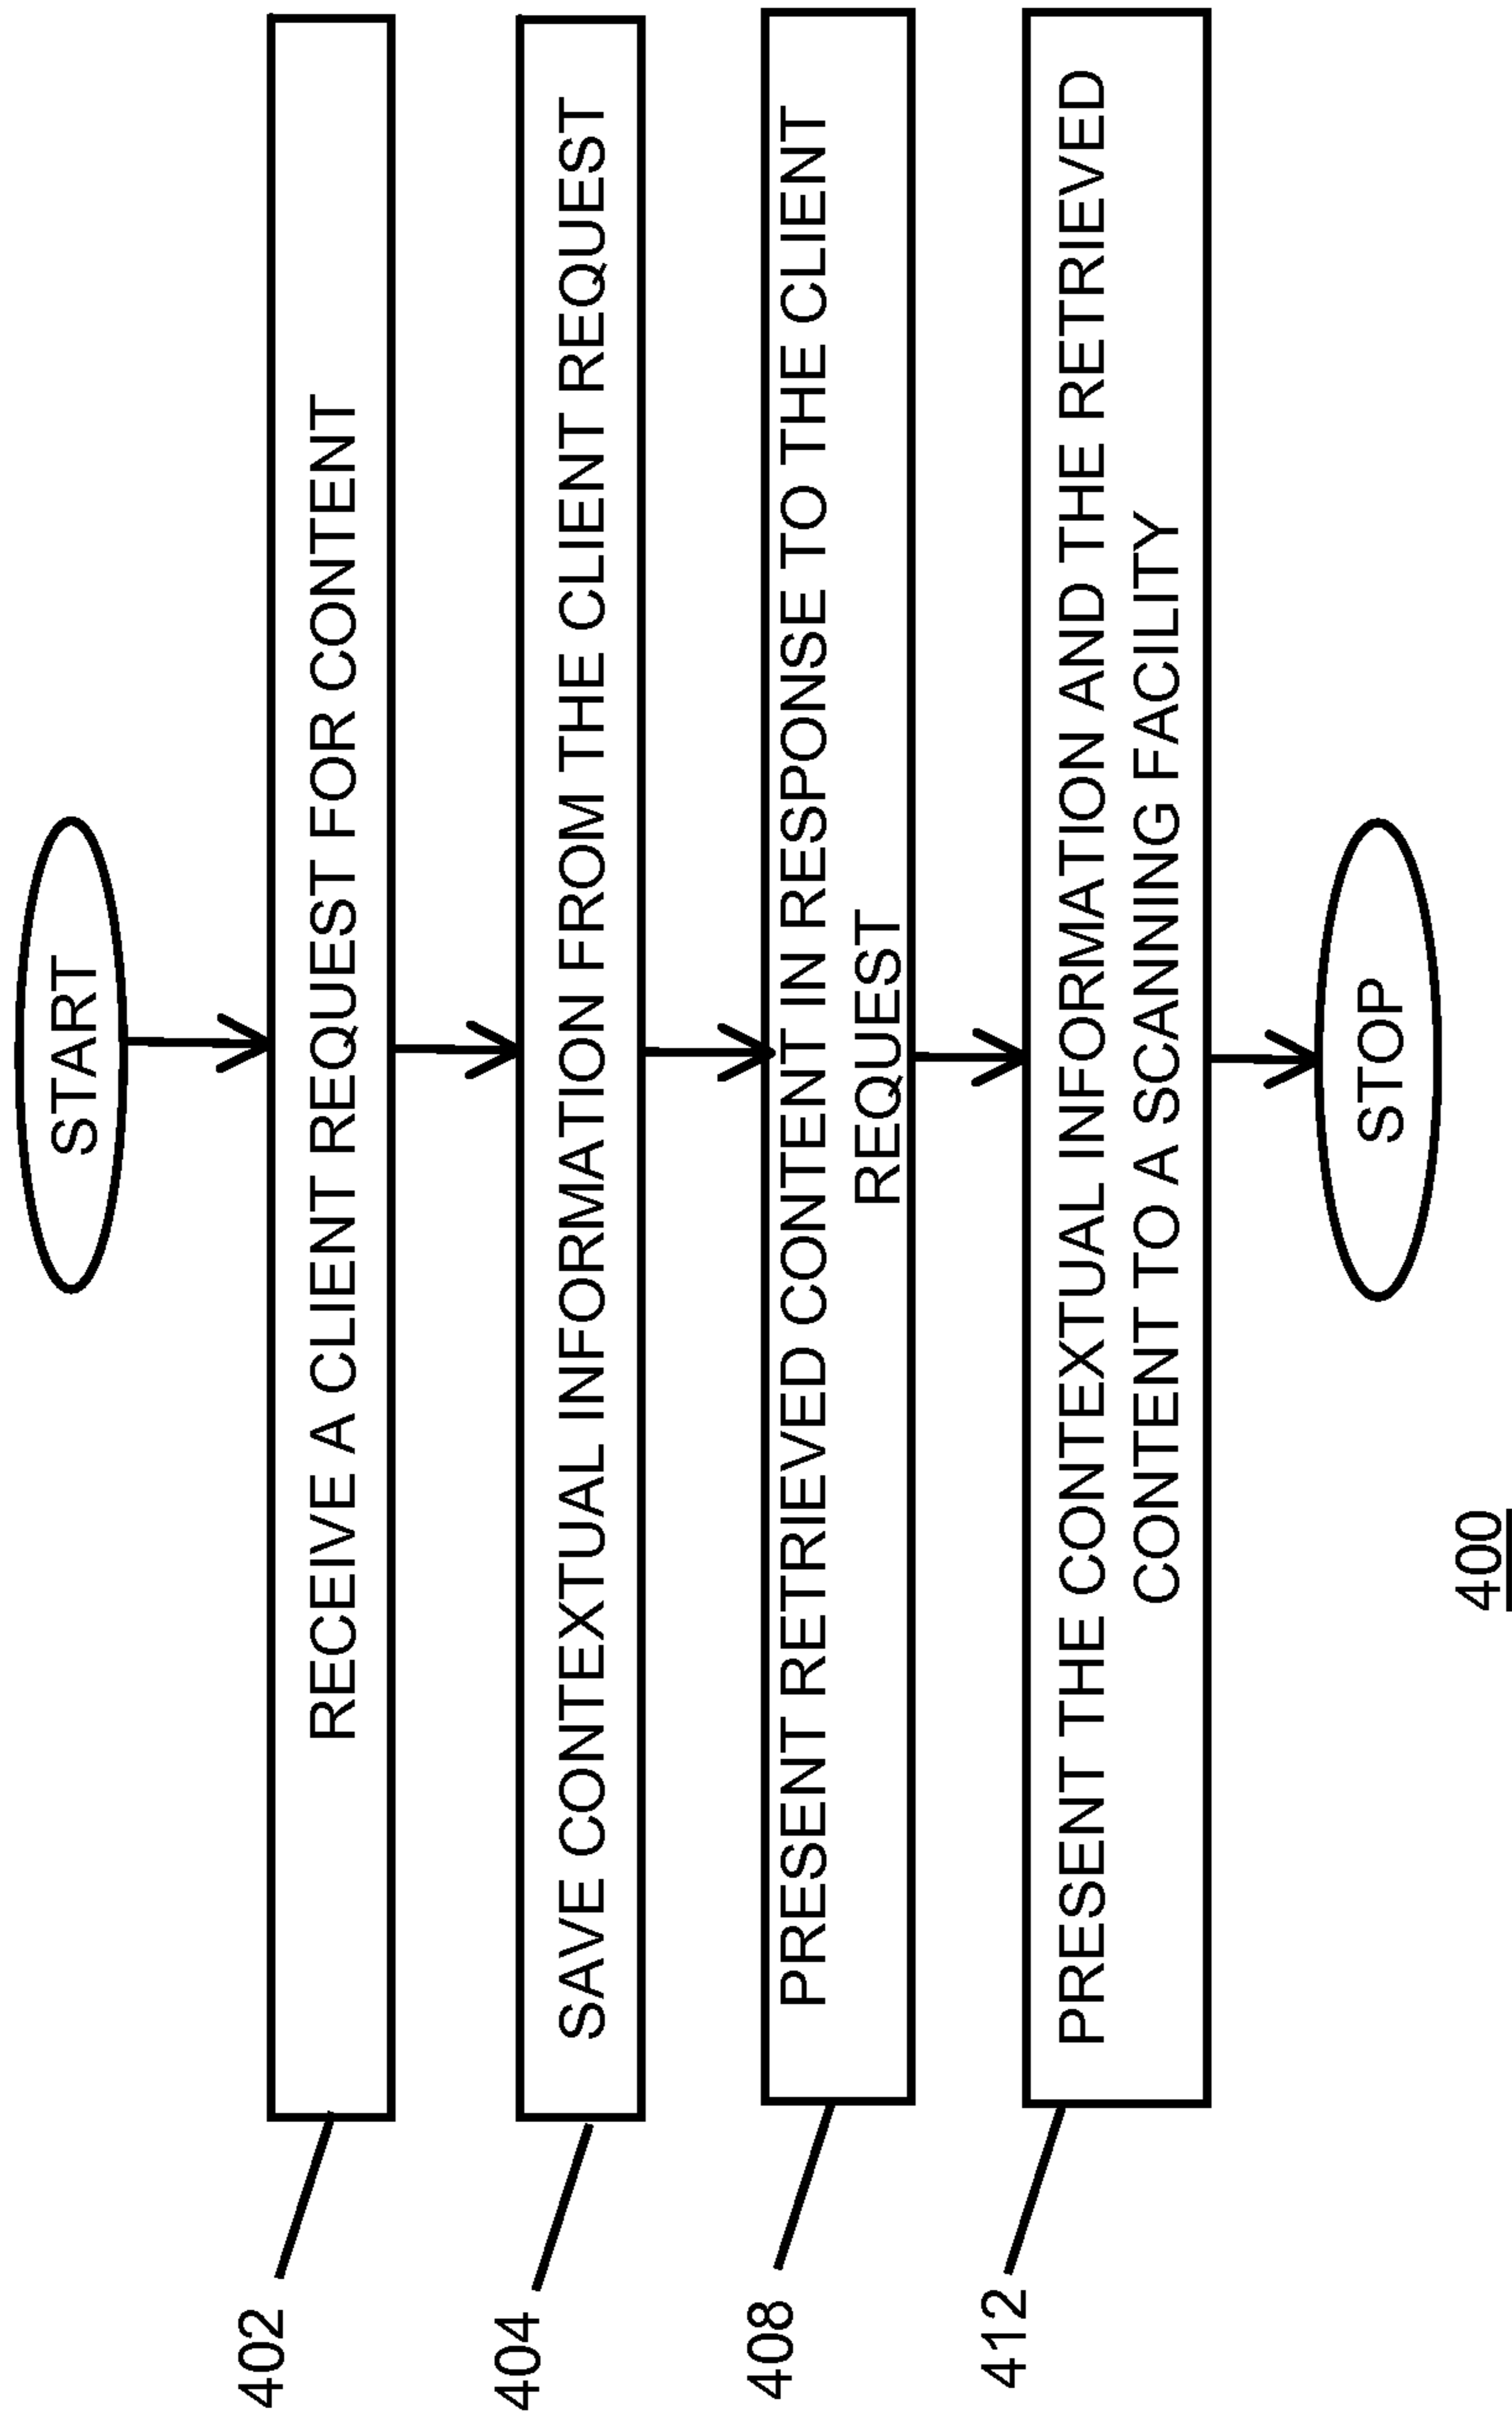 START
402
RECEIVE A CLIENT REQUEST FOR CONTENT
404
SAVE CONTEXTUAL INFORMATION FROM THE CLIENT REQUEST
408
PRESENT RETRIEVED CONTENT IN RESPONSE TO THE CLIENT
REQUEST
412
PRESENT THE CONTEXTUAL INFORMATION AND THE RETRIEVED
CONTENT TO A SCANNING FACILITY
STOP
400